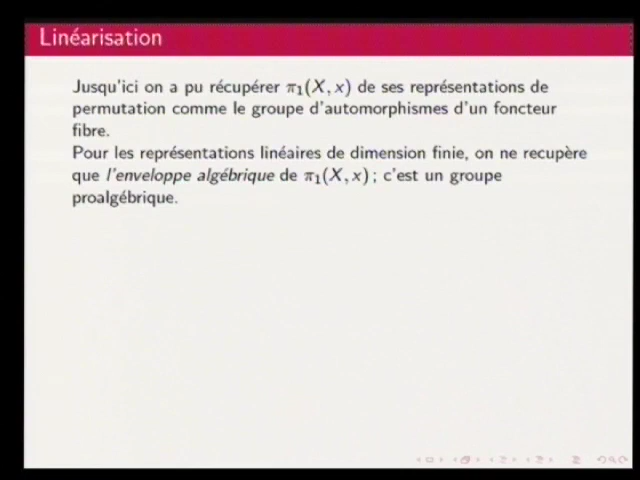 Linéarisation
Jusqu'ici on a pu récupérer π₁(X, x) de ses représentations de
permutation comme le groupe d'automorphismes d'un foncteur
fibre.
Pour les représentations linéaires de dimension finie, on ne recupère
que l'enveloppe algébrique de π₁(X, x) ; c'est un groupe
proalgébrique.